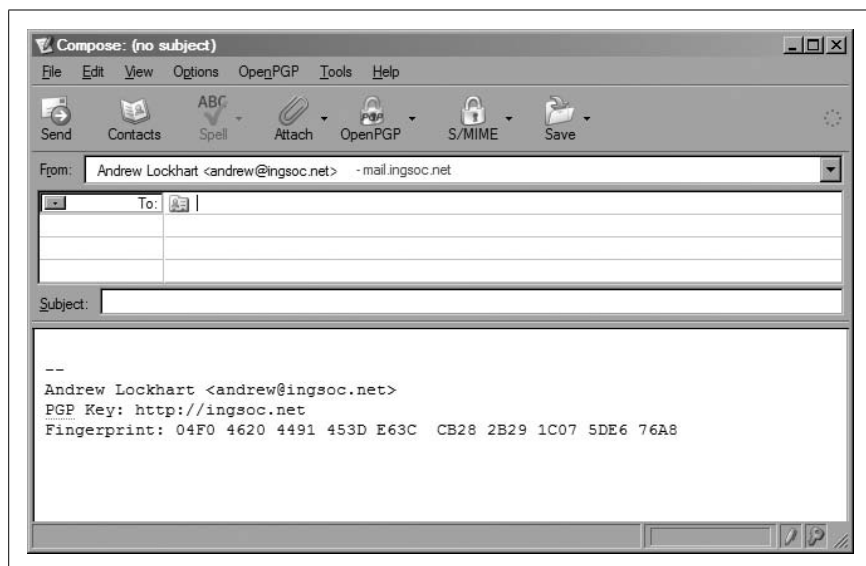 Compose: (no subject)
File Edit View Options OpenPGP Tools Help
ABC
PGP
Send Contacts Spell Attach OpenPGP S/MIME Save
From: Andrew Lockhart <andrew@ingsoc.net> - mail.ingsoc.net
To:
Subject:
--
Andrew Lockhart <andrew@ingsoc.net>
PGP Key: http://ingsoc.net
Fingerprint: 04F0 4620 4491 453D E63C  CB28 2B29 1C07 5DE6 76A8